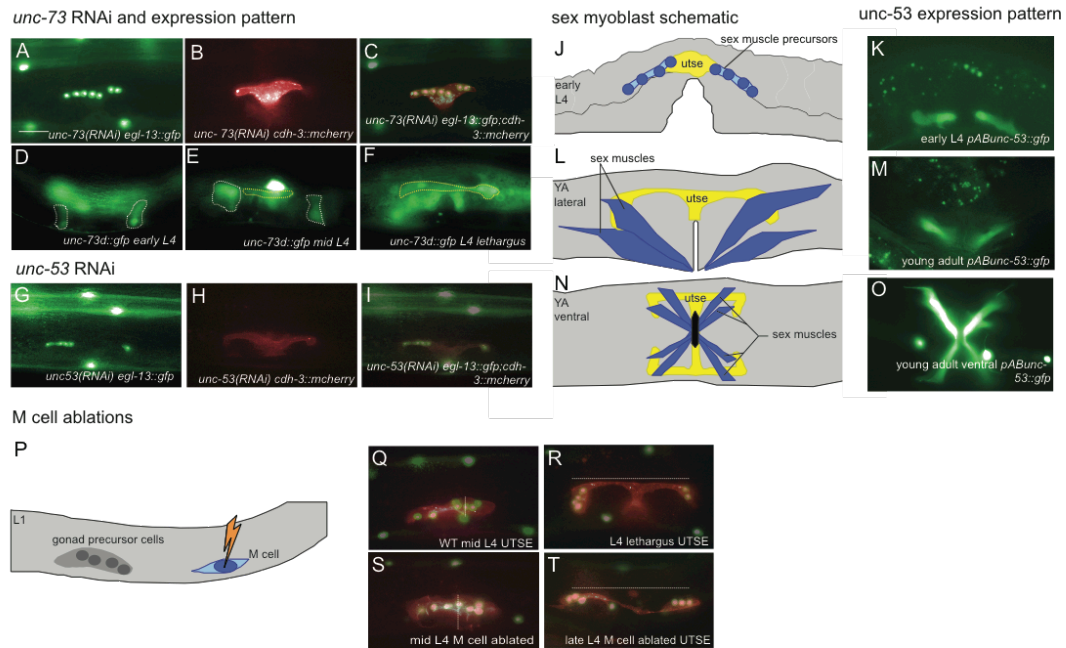 unc-73 RNAi and expression pattern
A
unc-73(RNAi) egl-13::gfp
B
unc- 73(RNAi) cdh-3::mcherry
C
unc-73(RNAi) egl-13::gfp;cdh-
3::mcherry
D
unc-73d::gfp early L4
E
unc-73d::gfp mid L4
F
unc-73d::gfp L4 lethargus
unc-53 RNAi
G
unc53(RNAi) egl-13::gfp
H
unc-53(RNAi) cdh-3::mcherry
I
unc-53(RNAi) egl-13::gfp;cdh-
3::mcherry
sex myoblast schematic
J
sex muscle precursors
utse
early
L4
L
sex muscles
YA
lateral
utse
N
YA
ventral
utse
sex muscles
unc-53 expression pattern
K
early L4 pABunc-53::gfp
M
young adult pABunc-53::gfp
O
young adult ventral pABunc-
53::gfp
M cell ablations
P
L1
gonad precursor cells
M cell
Q
WT mid L4 UTSE
R
L4 lethargus UTSE
S
mid L4 M cell ablated
T
late L4 M cell ablated UTSE